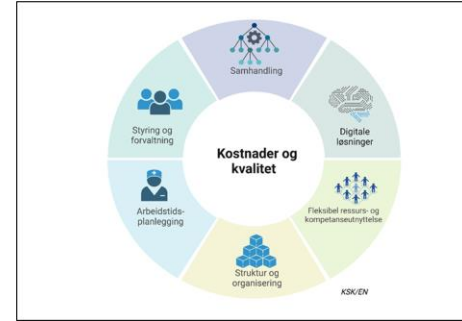 Samhandling
Digitale
løsninger
Fleksibel ressurs- og
kompetanseutnyttelse
Struktur og
organisering
Arbeidstids-
planlegging
Styring og
forvaltning
Kostnader og
kvalitet
KSK/EN